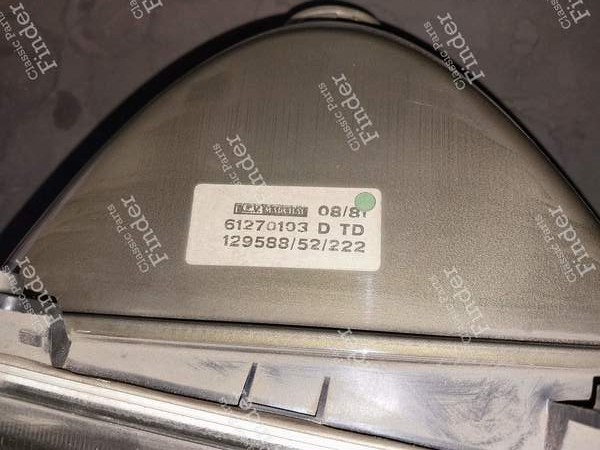 MARCHAL 08/81
61270193 D TD
129588/52/222
Classic Parts
Finder